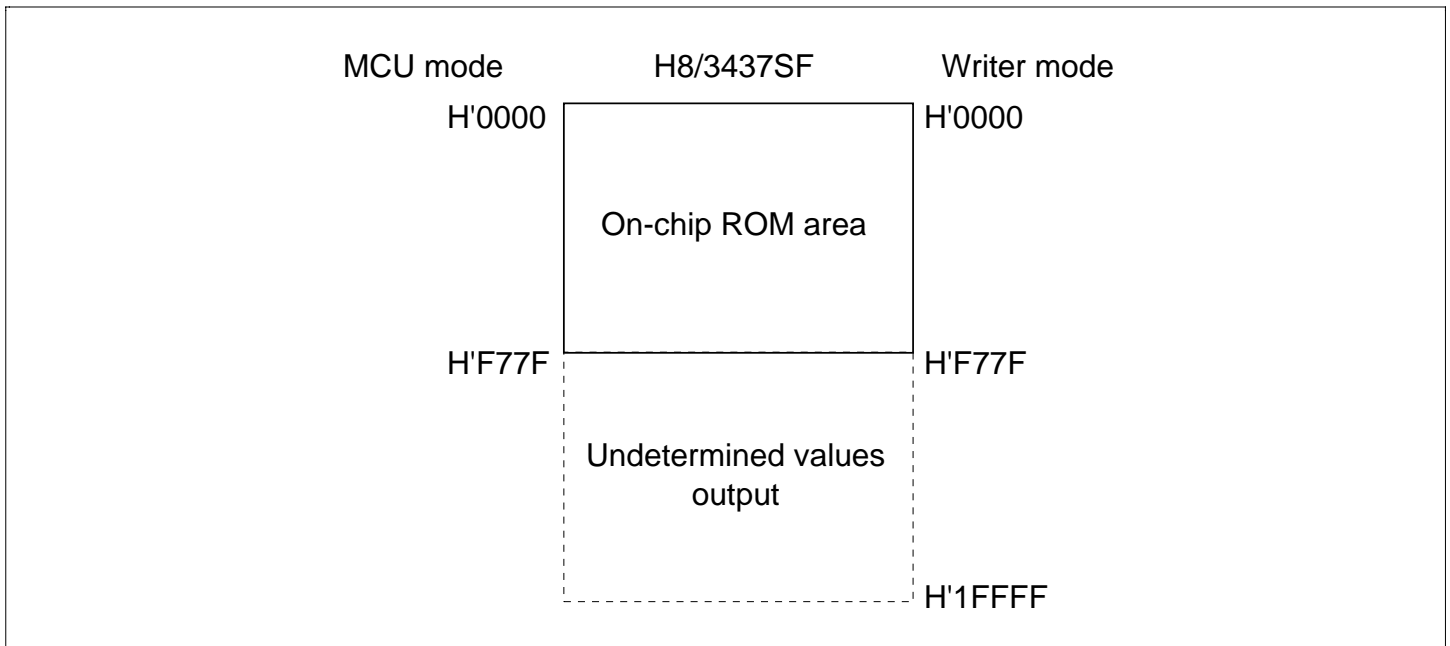 MCU mode H8/3437SF Writer mode
H'0000 H'0000
On-chip ROM area
H'F77F H'F77F
Undetermined values
output
H'1FFFF